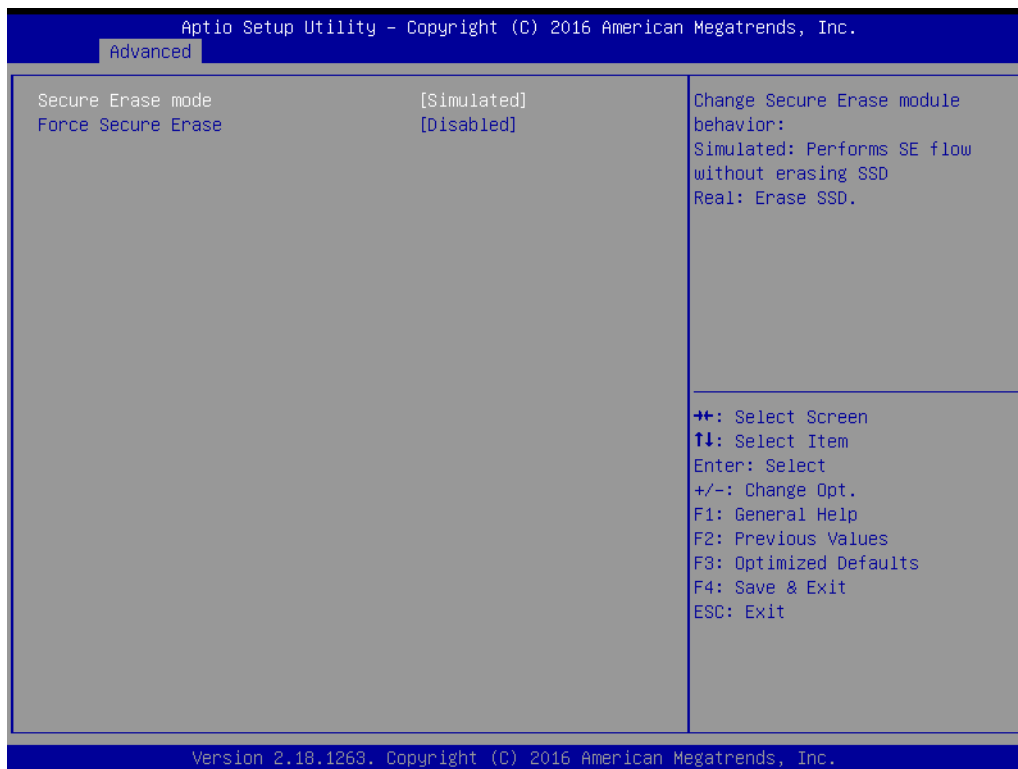 Aptio Setup Utility – Copyright (C) 2016 American Megatrends, Inc.
Advanced
Secure Erase mode [Simulated]
Force Secure Erase [Disabled]
Change Secure Erase module
behavior:
Simulated: Performs SE flow
without erasing SSD
Real: Erase SSD.
→←: Select Screen
↑↓: Select Item
Enter: Select
+/-: Change Opt.
F1: General Help
F2: Previous Values
F3: Optimized Defaults
F4: Save & Exit
ESC: Exit
Version 2.18.1263. Copyright (C) 2016 American Megatrends, Inc.